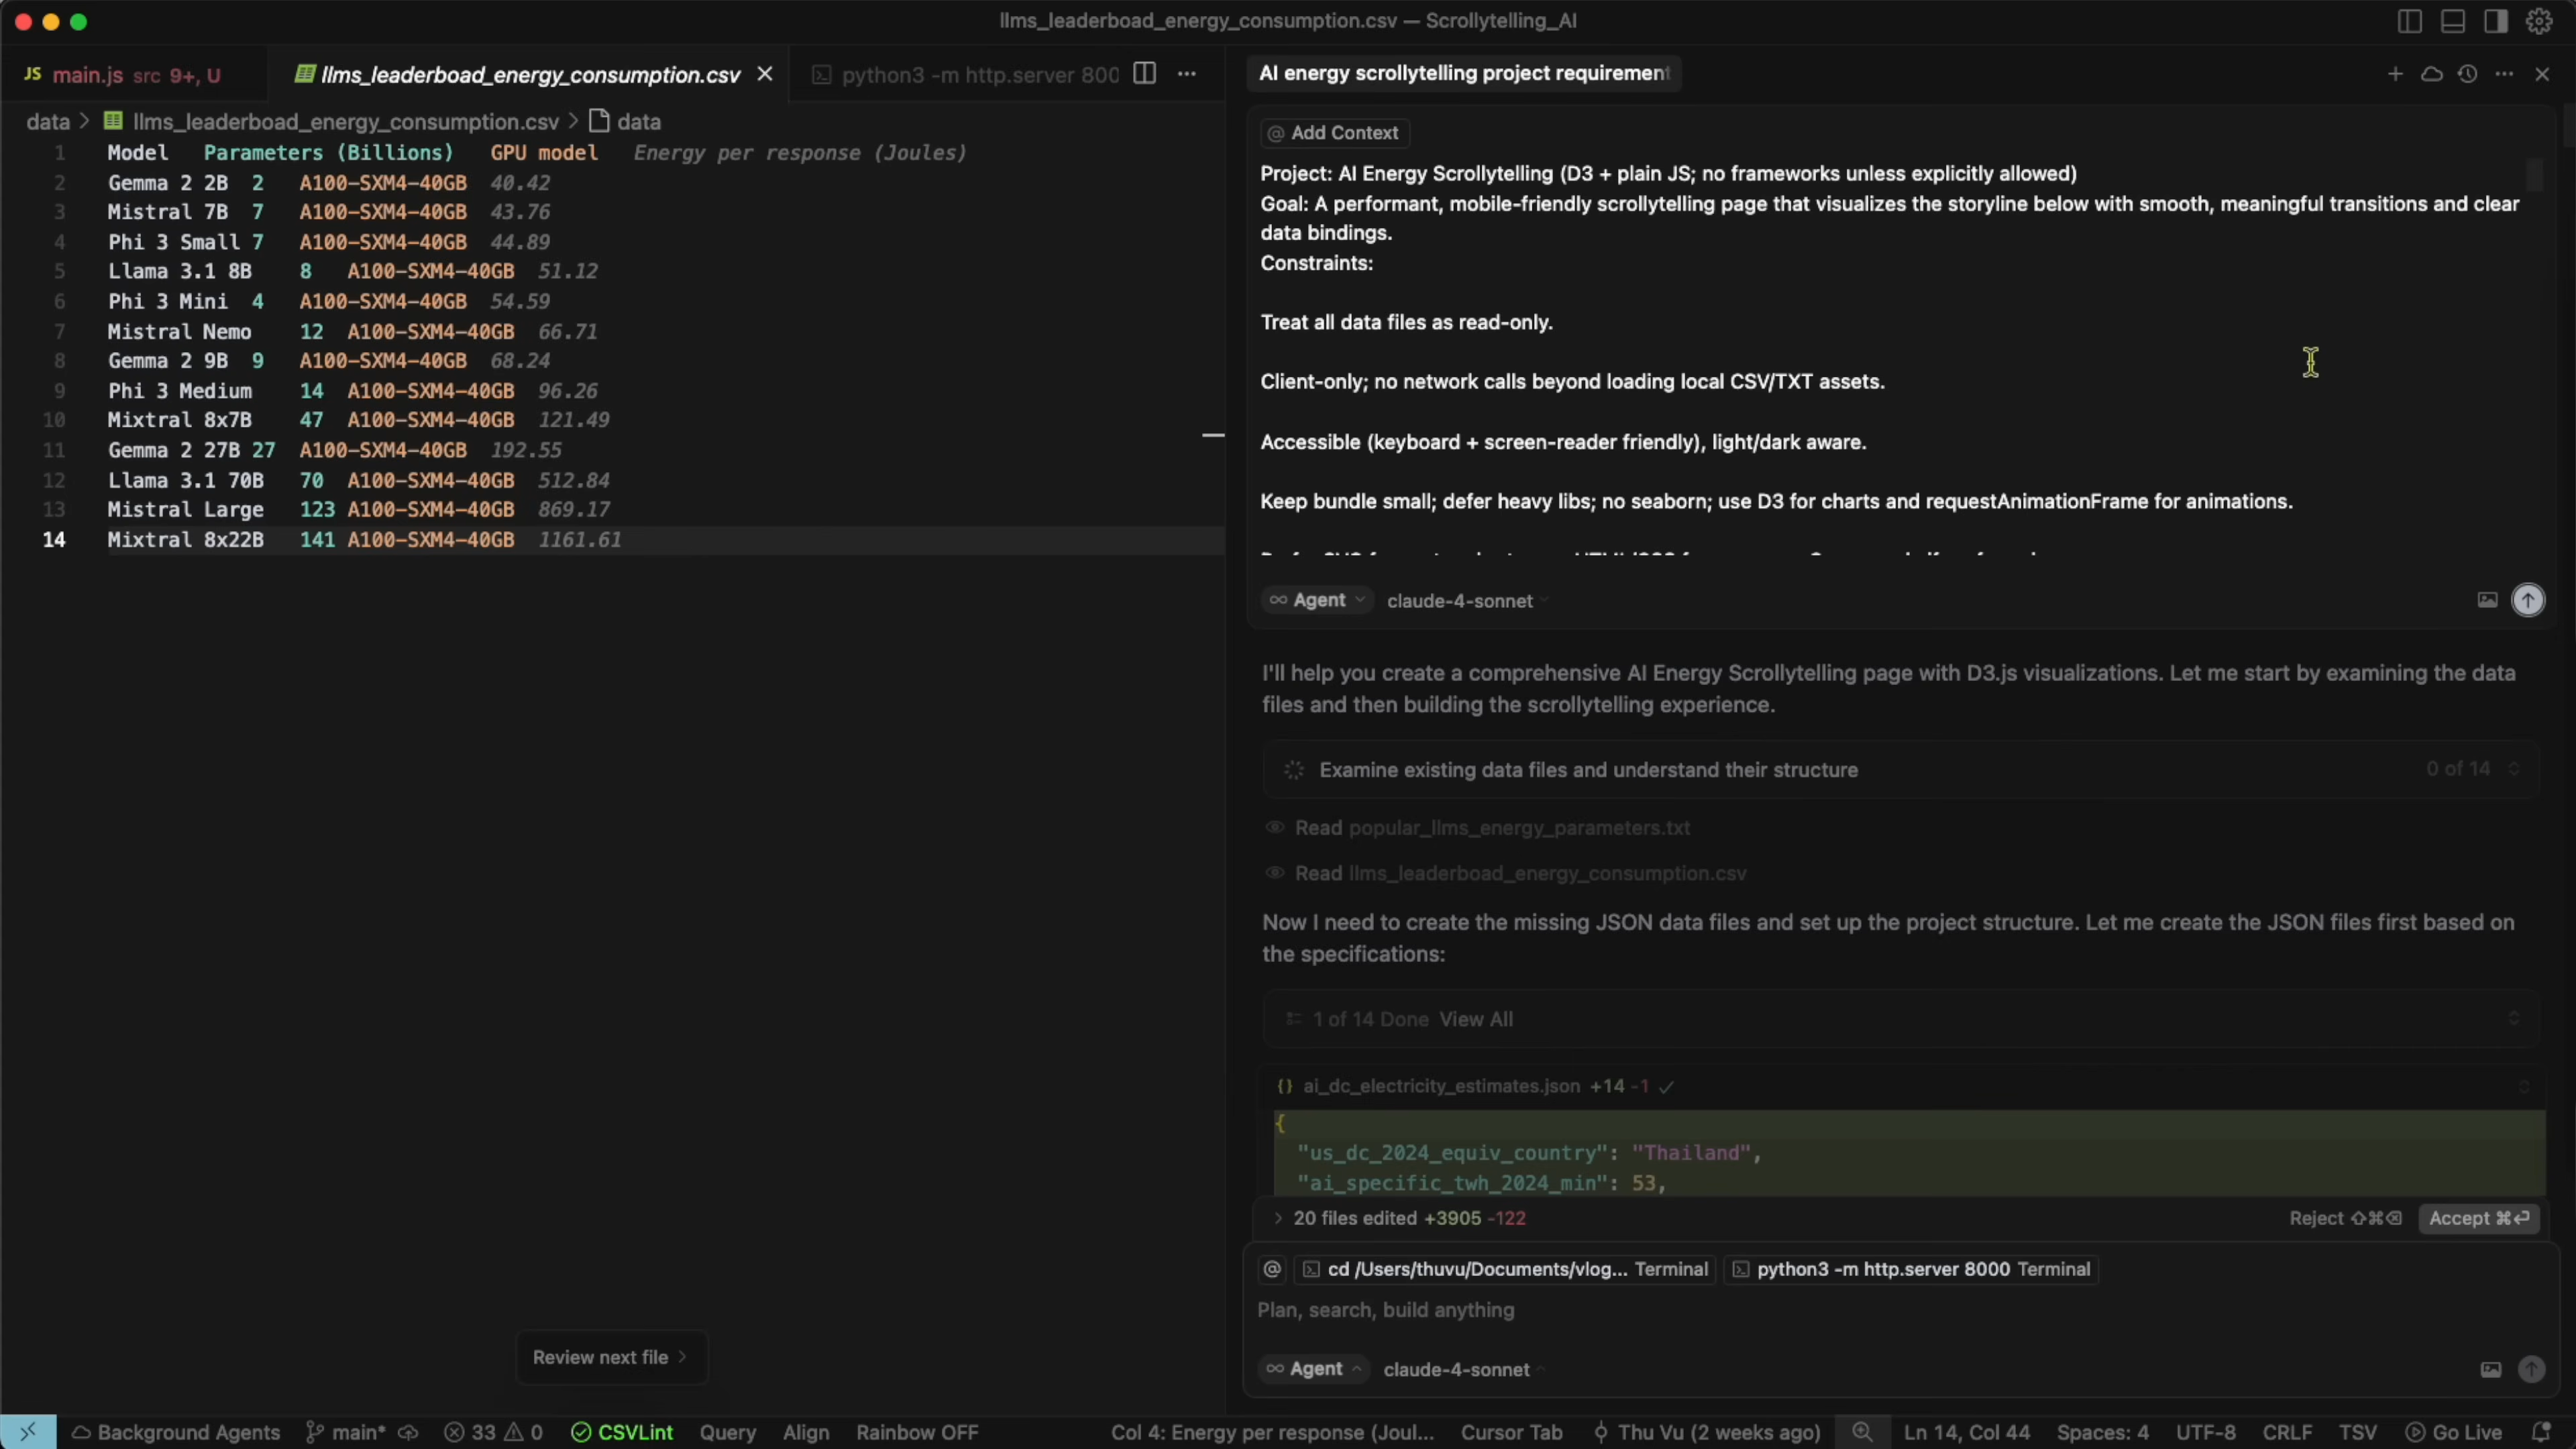 llms_leaderboad_energy_consumption.csv — Scrollytelling_AI
JS main.js src 9+, U
llms_leaderboad_energy_consumption.csv
python3 -m http.server 800
data > llms_leaderboad_energy_consumption.csv > data
1 Model Parameters (Billions) GPU model Energy per response (Joules)
2 Gemma 2 2B 2 A100-SXM4-40GB 40.42
3 Mistral 7B 7 A100-SXM4-40GB 43.76
4 Phi 3 Small 7 A100-SXM4-40GB 44.89
5 Llama 3.1 8B 8 A100-SXM4-40GB 51.12
6 Phi 3 Mini 4 A100-SXM4-40GB 54.59
7 Mistral Nemo 12 A100-SXM4-40GB 66.71
8 Gemma 2 9B 9 A100-SXM4-40GB 68.24
9 Phi 3 Medium 14 A100-SXM4-40GB 96.26
10 Mixtral 8x7B 47 A100-SXM4-40GB 121.49
11 Gemma 2 27B 27 A100-SXM4-40GB 192.55
12 Llama 3.1 70B 70 A100-SXM4-40GB 512.84
13 Mistral Large 123 A100-SXM4-40GB 869.17
14 Mixtral 8x22B 141 A100-SXM4-40GB 1161.61
Review next file >
AI energy scrollytelling project requirement
@ Add Context
Project: AI Energy Scrollytelling (D3 + plain JS; no frameworks unless explicitly allowed)
Goal: A performant, mobile-friendly scrollytelling page that visualizes the storyline below with smooth, meaningful transitions and clear
data bindings.
Constraints:
Treat all data files as read-only.
Client-only; no network calls beyond loading local CSV/TXT assets.
Accessible (keyboard + screen-reader friendly), light/dark aware.
Keep bundle small; defer heavy libs; no seaborn; use D3 for charts and requestAnimationFrame for animations.
∞ Agent claude-4-sonnet
I'll help you create a comprehensive AI Energy Scrollytelling page with D3.js visualizations. Let me start by examining the data
files and then building the scrollytelling experience.
Examine existing data files and understand their structure 0 of 14
Read popular_llms_energy_parameters.txt
Read llms_leaderboad_energy_consumption.csv
Now I need to create the missing JSON data files and set up the project structure. Let me create the JSON files first based on
the specifications:
1 of 14 Done View All
{} ai_dc_electricity_estimates.json +14 -1 ✓
{
"us_dc_2024_equiv_country": "Thailand",
"ai_specific_twh_2024_min": 53,
> 20 files edited +3905 -122 Reject ⇧⌘⌫ Accept ⌘⏎
@ cd /Users/thuvu/Documents/vlog... Terminal python3 -m http.server 8000 Terminal
Plan, search, build anything
∞ Agent claude-4-sonnet
Background Agents main* 33 0 CSVLint Query Align Rainbow OFF Col 4: Energy per response (Joul... Cursor Tab Thu Vu (2 weeks ago) Ln 14, Col 44 Spaces: 4 UTF-8 CRLF TSV Go Live